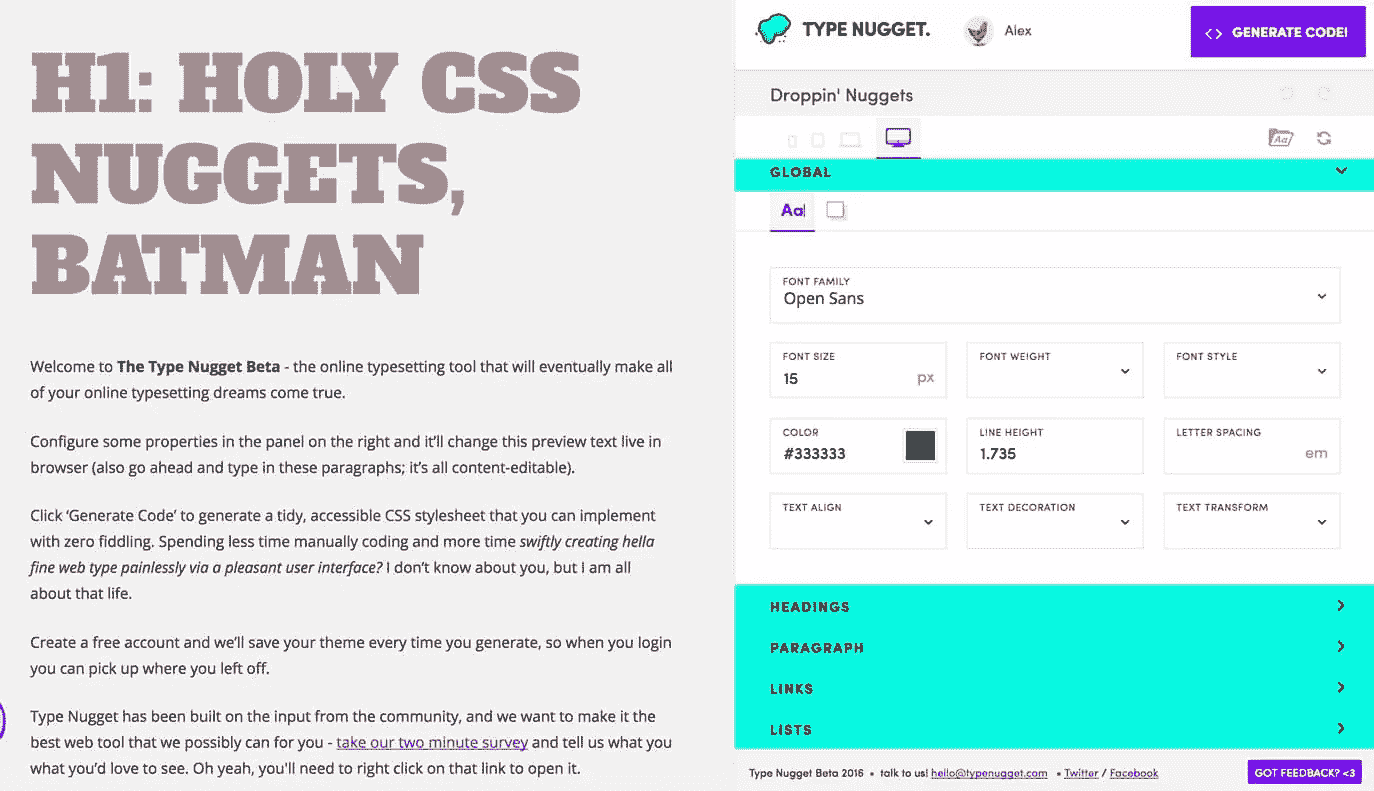 H1: HOLY CSS
NUGGETS,
BATMAN
Welcome to The Type Nugget Beta - the online typesetting tool that will eventually make all
of your online typesetting dreams come true.
Configure some properties in the panel on the right and it’ll change this preview text live in
browser (also go ahead and type in these paragraphs; it’s all content-editable).
Click ‘Generate Code’ to generate a tidy, accessible CSS stylesheet that you can implement
with zero fiddling. Spending less time manually coding and more time swiftly creating hella
fine web type painlessly via a pleasant user interface? I don’t know about you, but I am all
about that life.
Create a free account and we’ll save your theme every time you generate, so when you login
you can pick up where you left off.
Type Nugget has been built on the input from the community, and we want to make it the
best web tool that we possibly can for you - take our two minute survey and tell us what you
what you’d love to see. Oh yeah, you'll need to right click on that link to open it.
TYPE NUGGET.
Alex
<> GENERATE CODE!
Droppin' Nuggets
Aa
GLOBAL
Aa
FONT FAMILY
Open Sans
FONT SIZE
15 px
FONT WEIGHT
FONT STYLE
COLOR
#333333
LINE HEIGHT
1.735
LETTER SPACING
em
TEXT ALIGN
TEXT DECORATION
TEXT TRANSFORM
HEADINGS
PARAGRAPH
LINKS
LISTS
Type Nugget Beta 2016 • talk to us! hello@typenugget.com • Twitter / Facebook
GOT FEEDBACK? <3